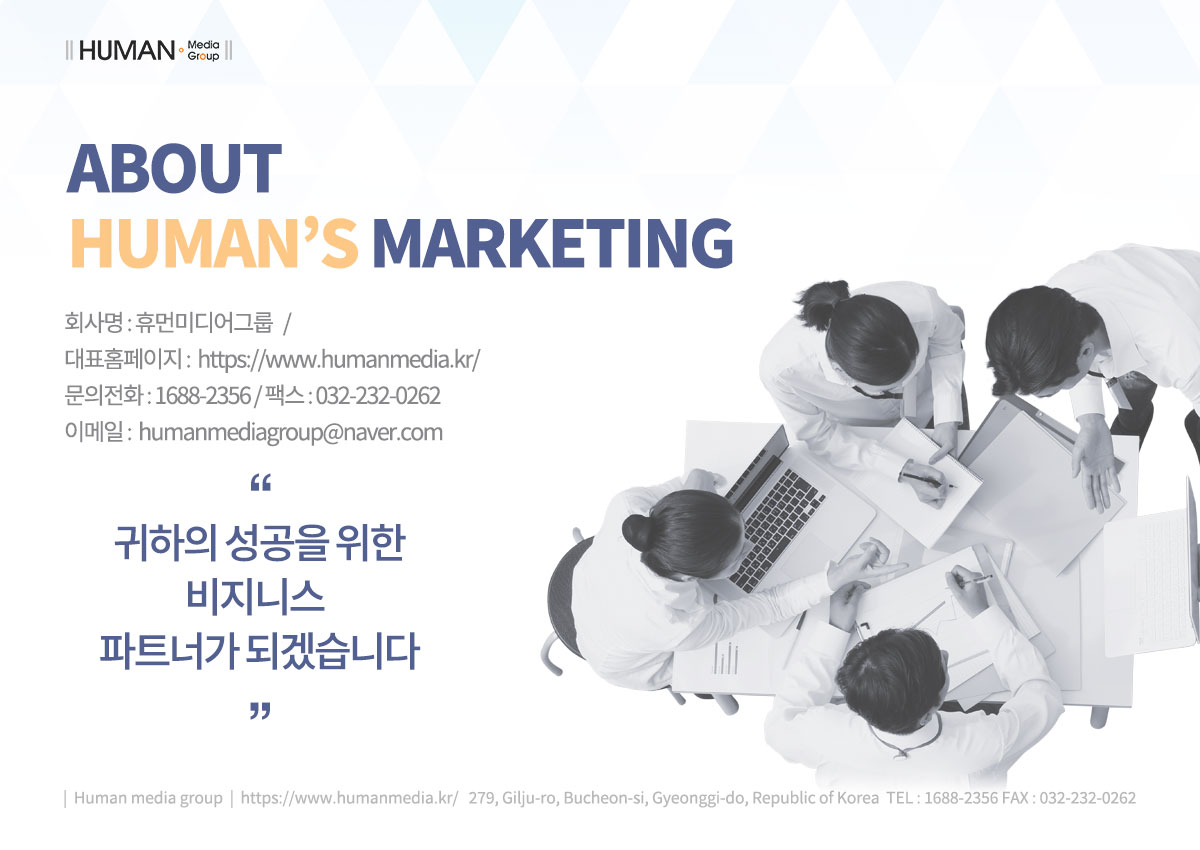 HUMAN Media Group
ABOUT
HUMAN’S MARKETING
회사명 : 휴먼미디어그룹 /
대표홈페이지 : https://www.humanmedia.kr/
문의전화 : 1688-2356 / 팩스 : 032-232-0262
이메일 : humanmediagroup@naver.com
“
귀하의 성공을 위한
비지니스
파트너가 되겠습니다
”
| Human media group | https://www.humanmedia.kr/ 279, Gilju-ro, Bucheon-si, Gyeonggi-do, Republic of Korea TEL : 1688-2356 FAX : 032-232-0262